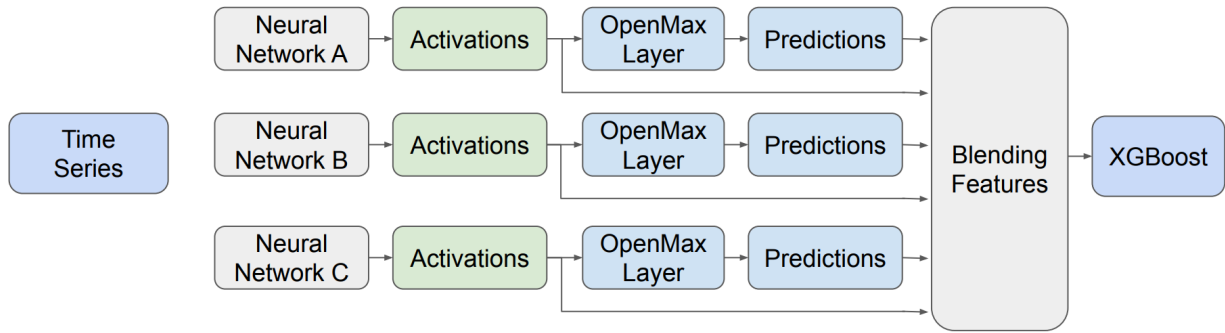 Time
Series
Neural
Network A
Activations
OpenMax
Layer
Predictions
Neural
Network B
Activations
OpenMax
Layer
Predictions
Neural
Network C
Activations
OpenMax
Layer
Predictions
Blending
Features
XGBoost